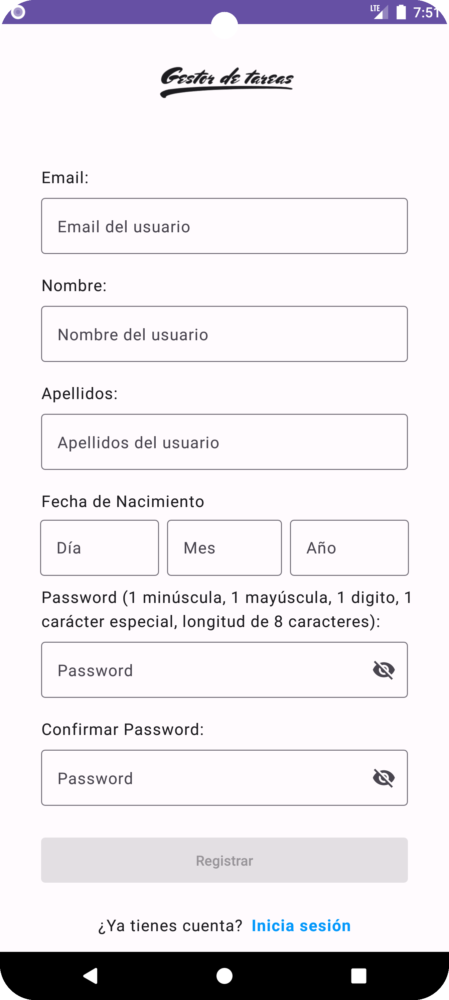 LTE 7:51
Gestor de tareas
Email:
Email del usuario
Nombre:
Nombre del usuario
Apellidos:
Apellidos del usuario
Fecha de Nacimiento
Día Mes Año
Password (1 minúscula, 1 mayúscula, 1 digito, 1
carácter especial, longitud de 8 caracteres):
Password
Confirmar Password:
Password
Registrar
¿Ya tienes cuenta? Inicia sesión